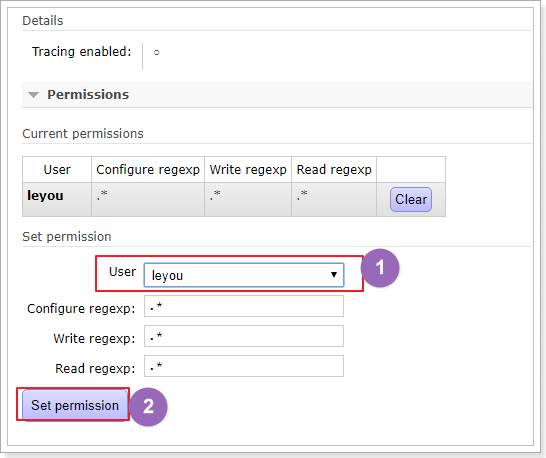 Details
Tracing enabled: ○
Permissions
Current permissions
User Configure regexp Write regexp Read regexp
leyou .* .* .* Clear
Set permission
User leyou 1
Configure regexp: .*
Write regexp: .*
Read regexp: .*
Set permission 2